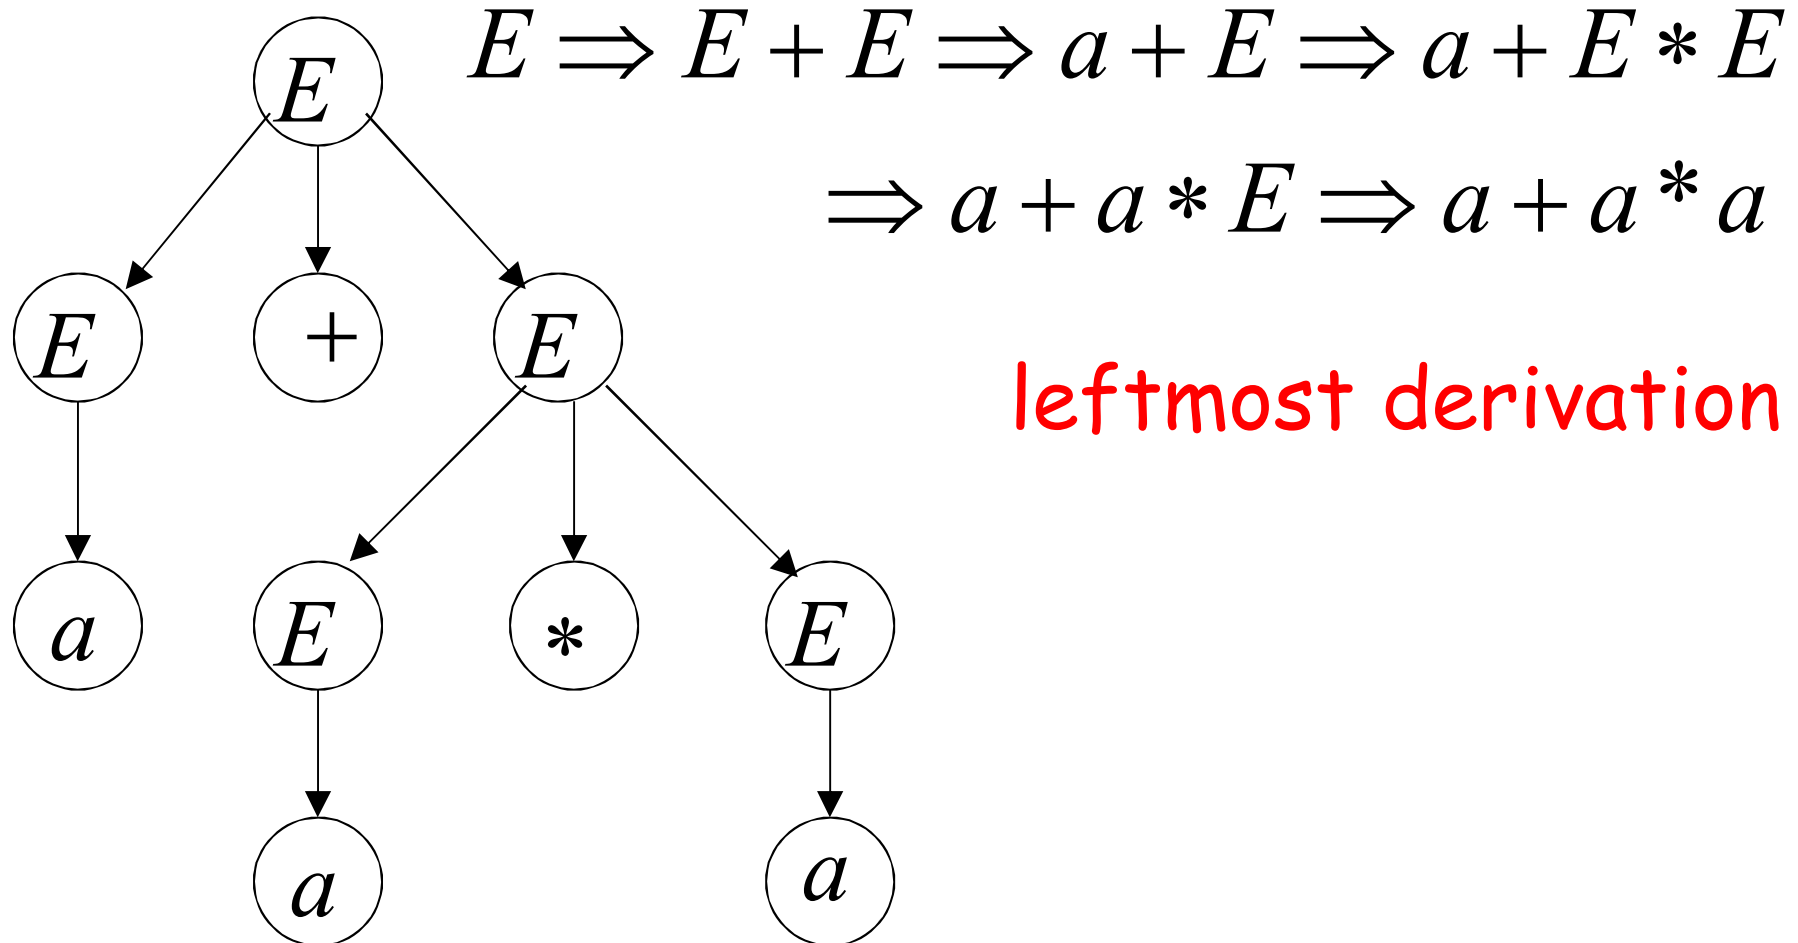 E ⇒ E + E ⇒ a + E ⇒ a + E * E
⇒ a + a * E ⇒ a + a * a
leftmost derivation
E
E + E
a E * E
a a